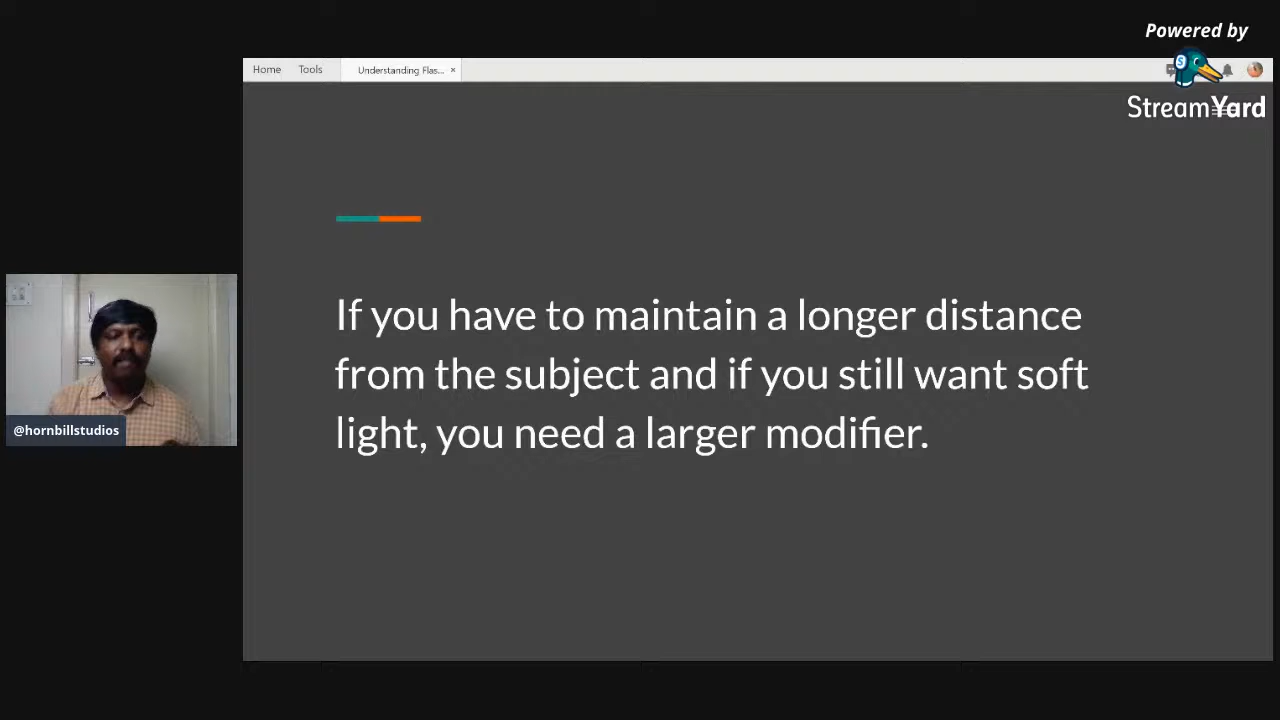 Powered by
StreamYard
Home Tools Understanding Flas... ×
If you have to maintain a longer distance
from the subject and if you still want soft
light, you need a larger modifier.
@hornbillstudios